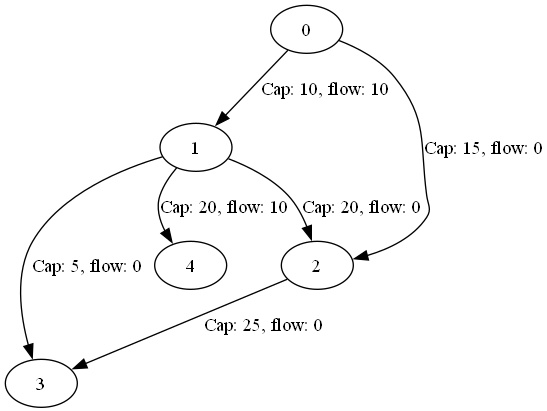 0
Cap: 10, flow: 10
1
Cap: 15, flow: 0
Cap: 20, flow: 10
Cap: 20, flow: 0
Cap: 5, flow: 0
4
2
Cap: 25, flow: 0
3